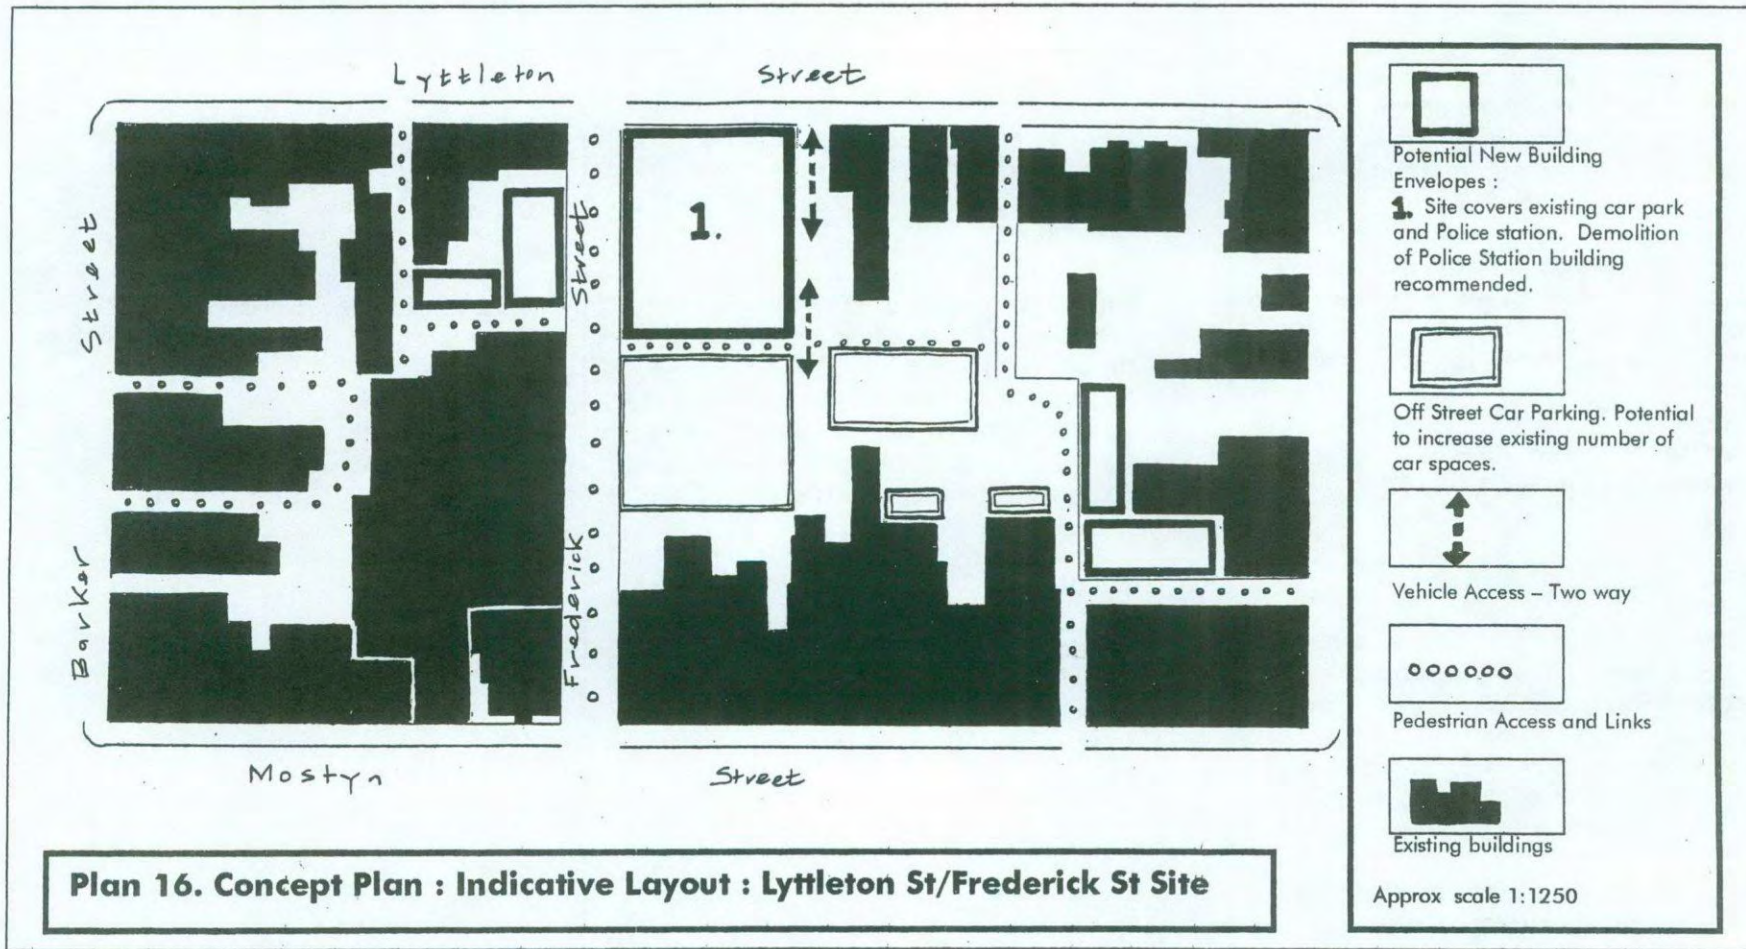 Lyttleton Street
Street
Barker
Street
Frederick
1.
Mostyn Street
Potential New Building
Envelopes :
1. Site covers existing car park
and Police station. Demolition
of Police Station building
recommended.
Off Street Car Parking. Potential
to increase existing number of
car spaces.
Vehicle Access – Two way
Pedestrian Access and Links
Existing buildings
Approx scale 1:1250
Plan 16. Concept Plan : Indicative Layout : Lyttleton St/Frederick St Site